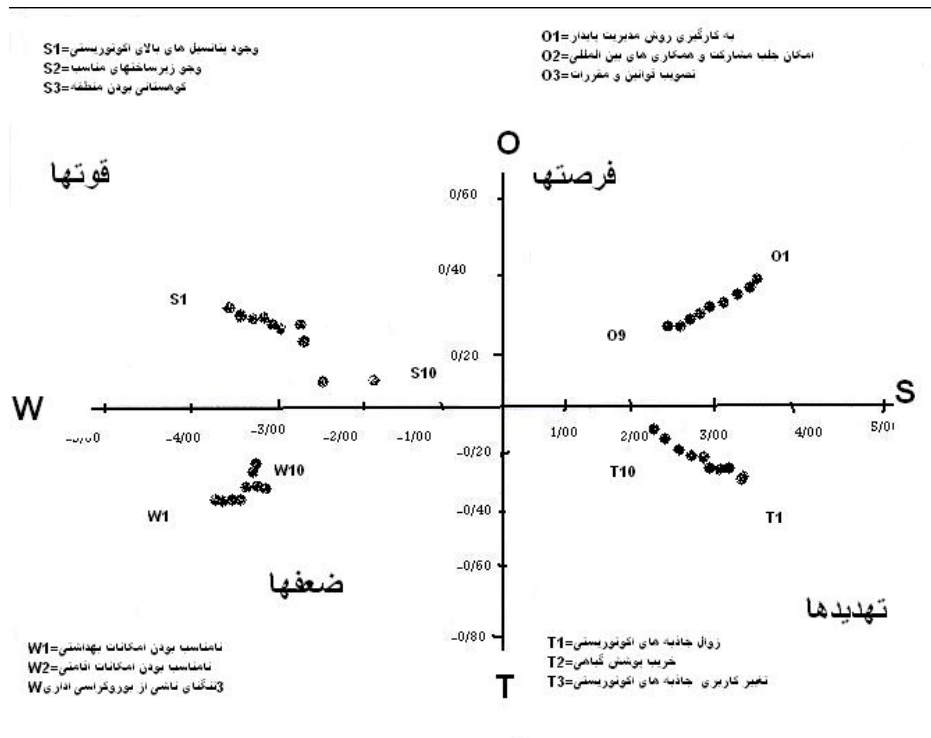 S1=وجود پتانسیل های بالای اکوتوریستی
S2=وجو زیرساختهای مناسب
S3=کوهستانی بودن منطقه
O1=به کارگیری روش مدیریت پایدار
O2=امکان جلب مشارکت و همکاری های بین المللی
O3=تصویب قوانین و مقررات
O
قوتها
فرصتها
0/60
0/40
0/20
S1
S10
O1
O9
W
S
-4/00
-3/00
-2/00
-1/00
1/00
2/00
3/00
4/00
5/00
-0/20
-0/40
-0/60
-0/80
W10
W1
T10
T1
ضعفها
تهدیدها
T
W1=نامناسب بودن امکانات بهداشتی
W2=نامناسب بودن امکانات اقامتی
3تنگنای ناشی از بوروکراسی اداریW
T1=زوال جاذبه های اکوتوریستی
T2=خریب پوشش گیاهی
T3=تغییر کاربری جاذبه های اکوتوریستی